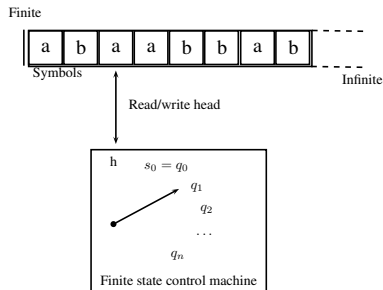 Finite
a b a a b b a b
Symbols
Infinite
Read/write head
h
s₀ = q₀
q₁
q₂
...
qₙ
Finite state control machine